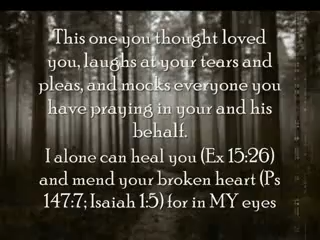 This one you thought loved
you, laughs at your tears and
pleas, and mocks everyone you
have praying in your and his
behalf.
I alone can heal you (Ex 15:26)
and mend your broken heart (Ps
147:7; Isaiah 1:5) for in MY eyes